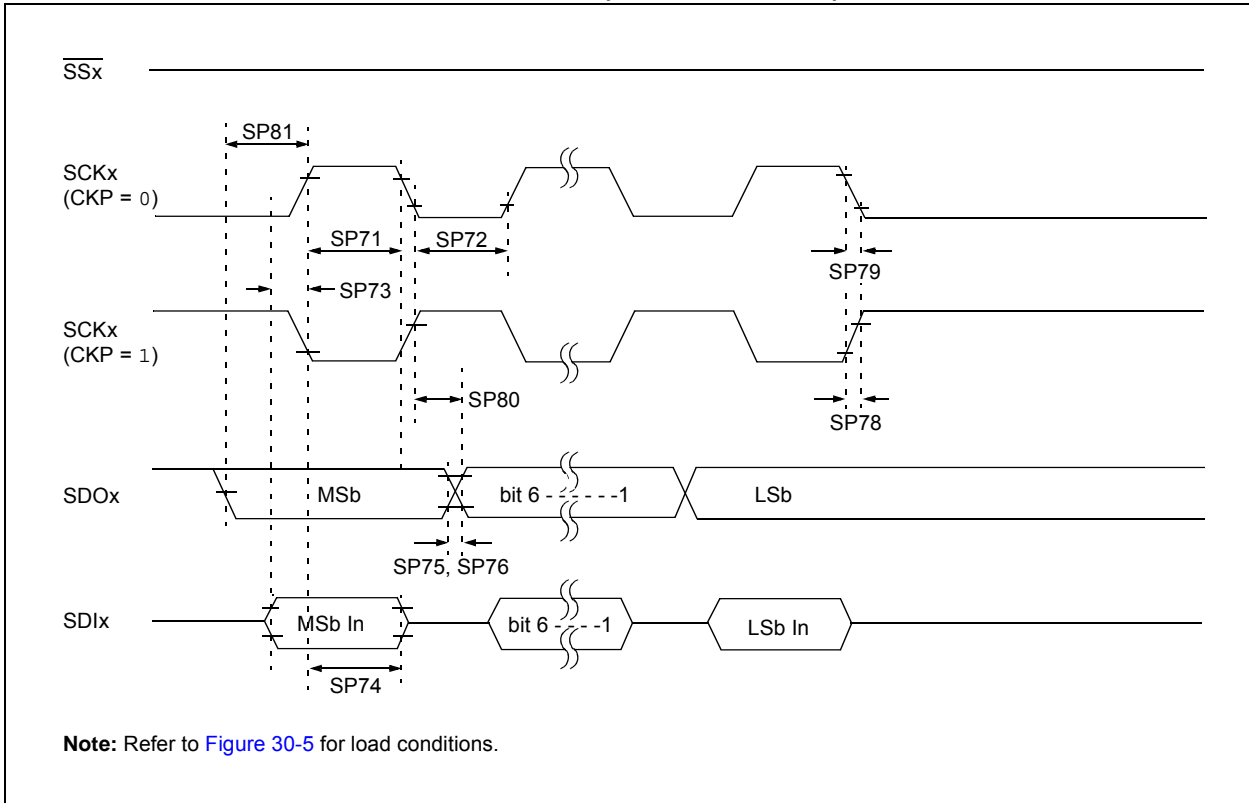 SSx
SP81
SCKx
(CKP = 0)
SP71
SP72
SP79
SP73
SCKx
(CKP = 1)
SP80
SP78
SDOx
MSb
bit 6 - - - - - -1
LSb
SP75, SP76
SDIx
MSb In
bit 6 - - - -1
LSb In
SP74
Note: Refer to Figure 30-5 for load conditions.